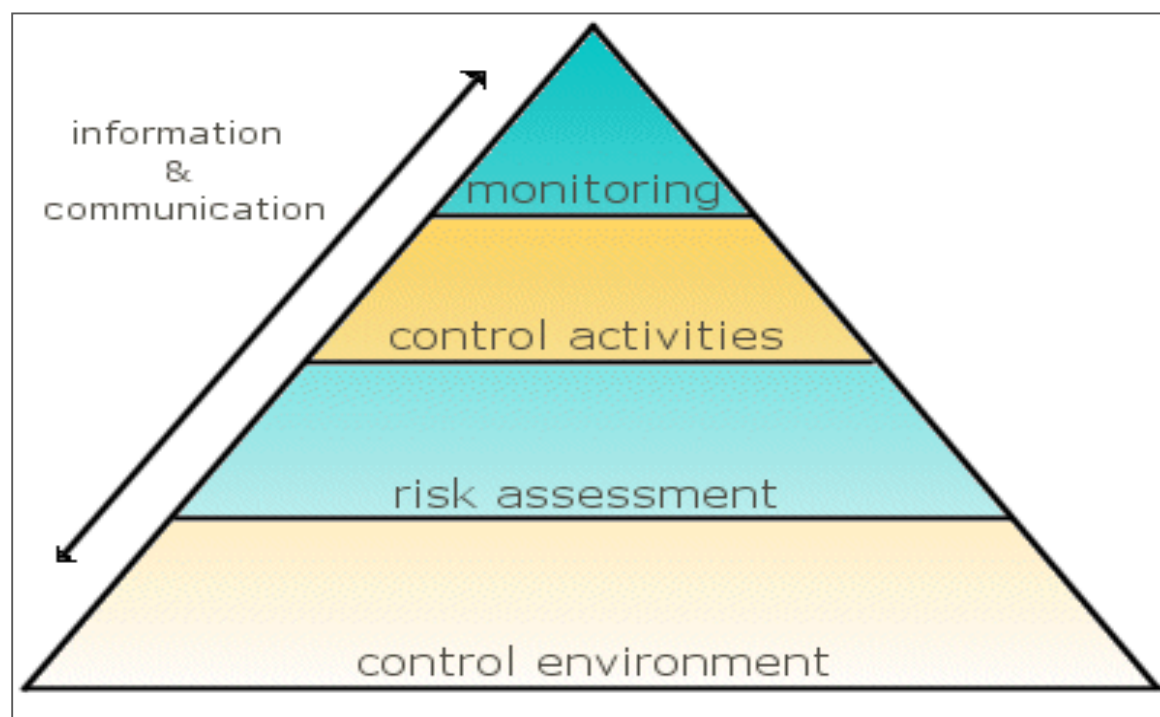 information
&
communication
monitoring
control activities
risk assessment
control environment